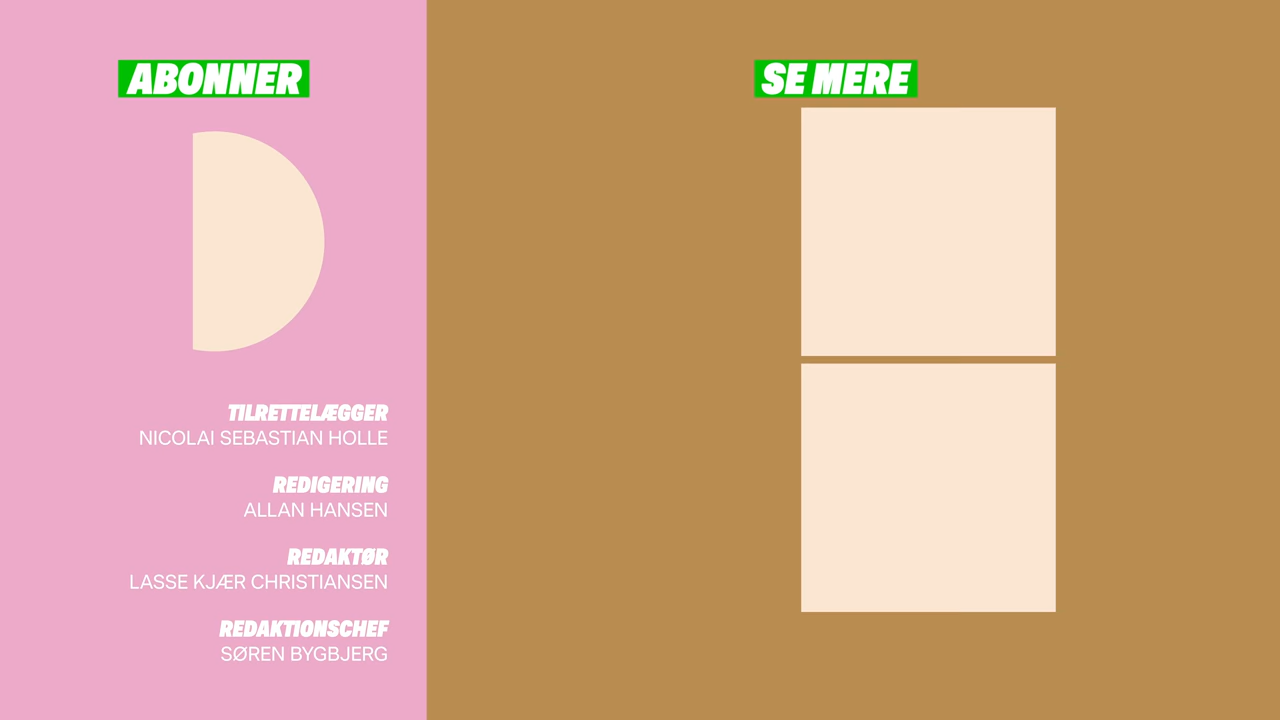 ABONNER
SE MERE
TILRETTELÆGGER
NICOLAI SEBASTIAN HOLLE
REDIGERING
ALLAN HANSEN
REDAKTØR
LASSE KJÆR CHRISTIANSEN
REDAKTIONSCHEF
SØREN BYGBJERG